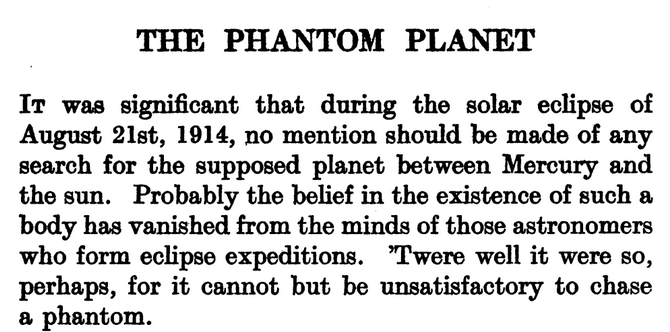 THE PHANTOM PLANET
It was significant that during the solar eclipse of
August 21st, 1914, no mention should be made of any
search for the supposed planet between Mercury and
the sun. Probably the belief in the existence of such a
body has vanished from the minds of those astronomers
who form eclipse expeditions. 'Twere well it were so,
perhaps, for it cannot but be unsatisfactory to chase
a phantom.